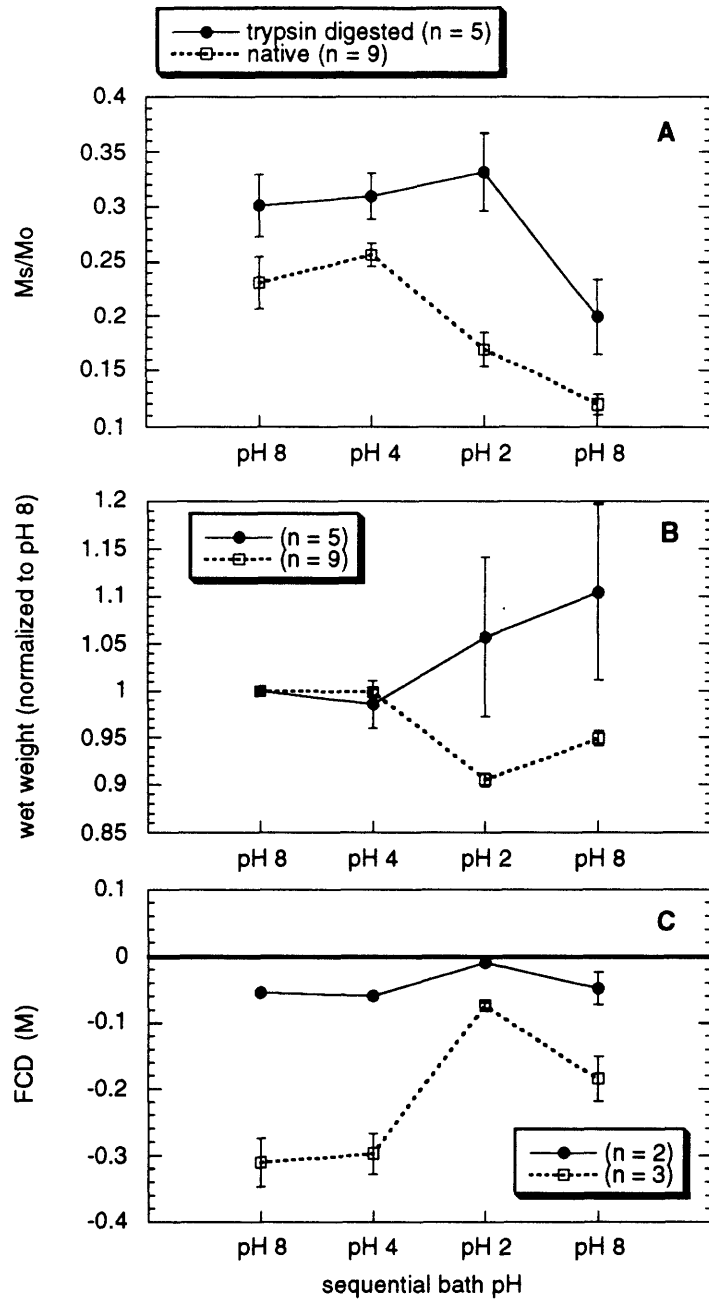 trypsin digested (n = 5)
native (n = 9)
A
0.4
0.35
0.3
0.25
0.2
0.15
0.1
Ms/Mo
pH 8 pH 4 pH 2 pH 8
B
(n = 5)
(n = 9)
1.2
1.15
1.1
1.05
1
0.95
0.9
0.85
wet weight (normalized to pH 8)
pH 8 pH 4 pH 2 pH 8
C
0.1
0
-0.1
-0.2
-0.3
-0.4
FCD (M)
(n = 2)
(n = 3)
pH 8 pH 4 pH 2 pH 8
sequential bath pH